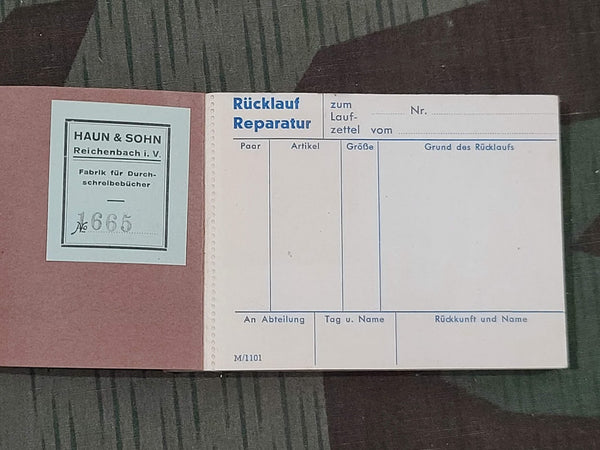 HAUN & SOHN
Reichenbach i. V.
Fabrik für Durch-
schreibebücher
№ 1665
Rücklauf
Reparatur
zum
Lauf-
zettel vom
Nr.
Paar Artikel Größe Grund des Rücklaufs
An Abteilung Tag u. Name Rückkunft und Name
M/1101